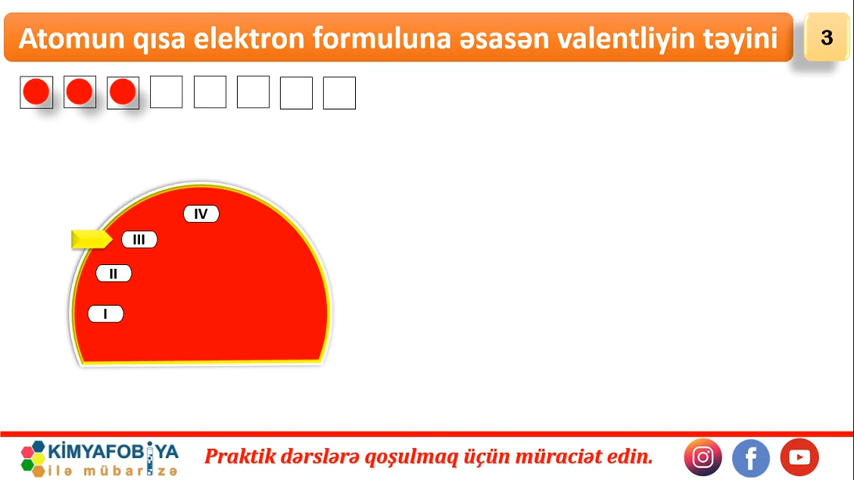 Atomun qısa elektron formuluna əsasən valentliyin təyini
3
IV
III
II
I
KİMYAFOBİYA
ilə mübarizə
Praktik dərslərə qoşulmaq üçün müraciət edin.